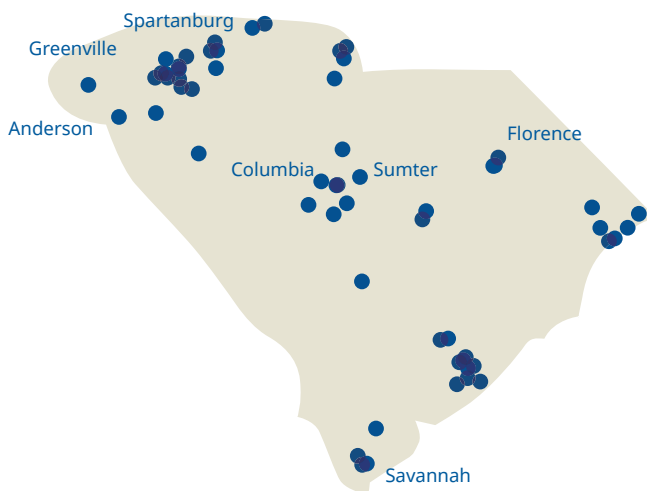 Spartanburg
Greenville
Anderson
Florence
Columbia
Sumter
Savannah